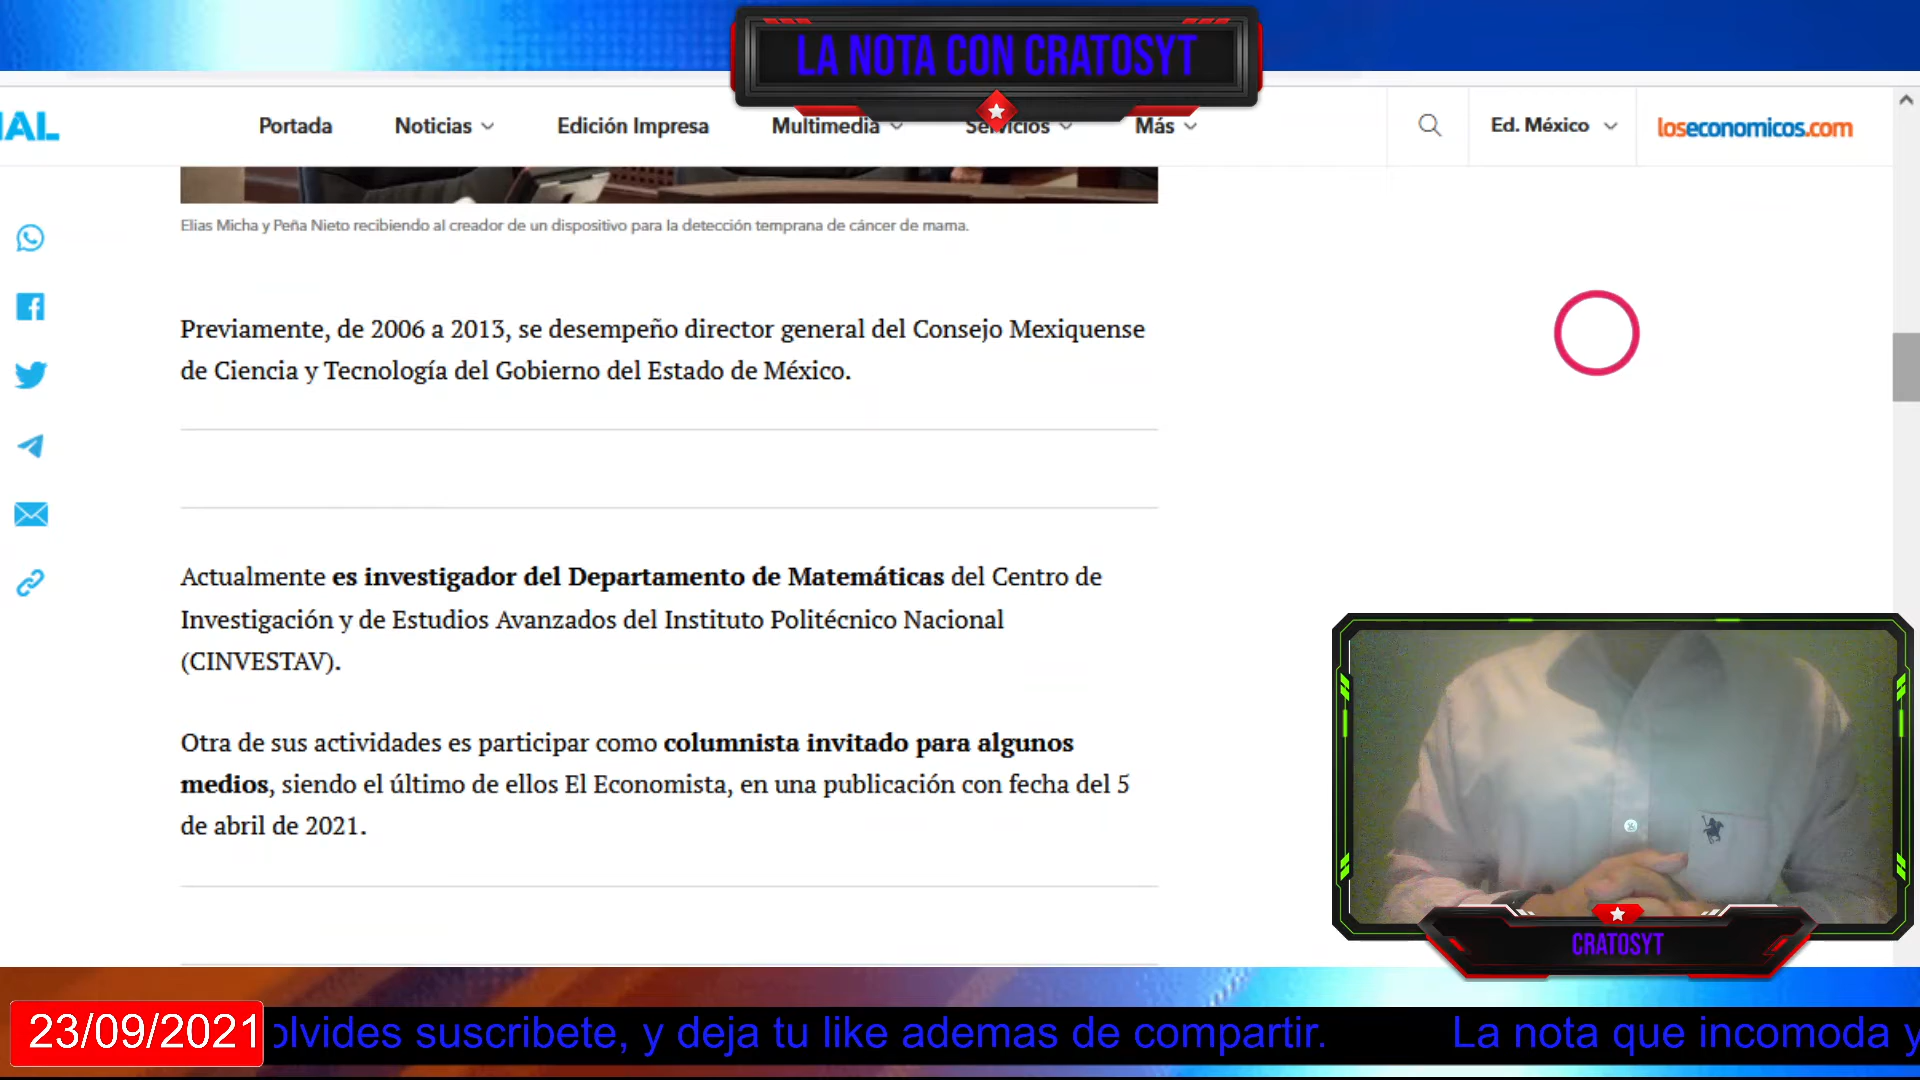 LA NOTA CON CRATOSYT
IAL
Portada
Noticias
Edición Impresa
Multimedia
Servicios
Más
Ed. México
loseconomicos.com
Elias Micha y Peña Nieto recibiendo al creador de un dispositivo para la detección temprana de cáncer de mama.
Previamente, de 2006 a 2013, se desempeño director general del Consejo Mexiquense
de Ciencia y Tecnología del Gobierno del Estado de México.
Actualmente es investigador del Departamento de Matemáticas del Centro de
Investigación y de Estudios Avanzados del Instituto Politécnico Nacional
(CINVESTAV).
Otra de sus actividades es participar como columnista invitado para algunos
medios, siendo el último de ellos El Economista, en una publicación con fecha del 5
de abril de 2021.
CRATOSYT
23/09/2021
olvides suscribete, y deja tu like ademas de compartir. La nota que incomoda y